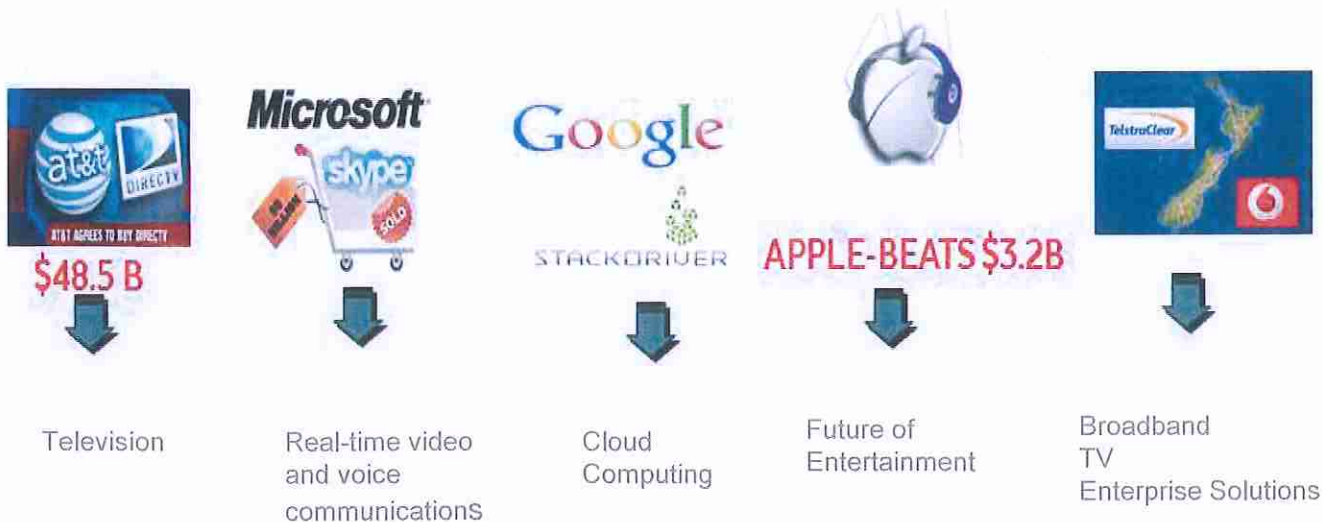 at&t
DIRECTV
AT&T AGREES TO BUY DIRECTV
$48.5 B
Television
Microsoft
skype
SOLD
Real-time video
and voice
communications
Google
STACKDRIVER
Cloud
Computing
APPLE-BEATS $3.2B
Future of
Entertainment
TelstraClear
Broadband
TV
Enterprise Solutions